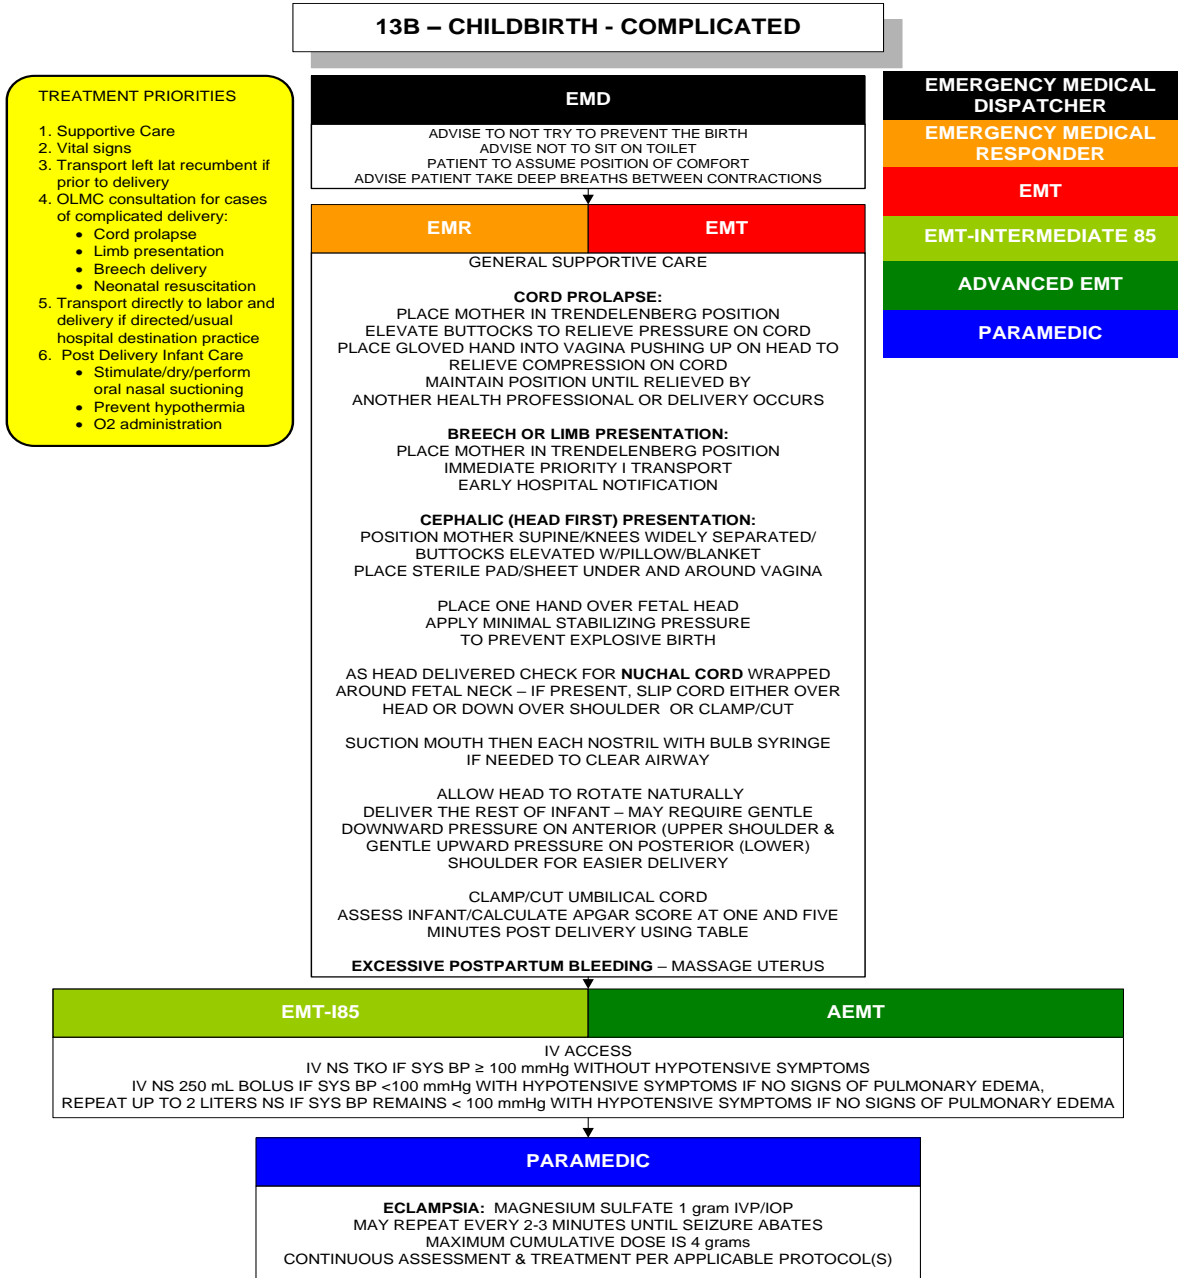 13B – CHILDBIRTH - COMPLICATED
TREATMENT PRIORITIES
1. Supportive Care
2. Vital signs
3. Transport left lat recumbent if
prior to delivery
4. OLMC consultation for cases
of complicated delivery:
• Cord prolapse
• Limb presentation
• Breech delivery
• Neonatal resuscitation
5. Transport directly to labor and
delivery if directed/usual
hospital destination practice
6. Post Delivery Infant Care
• Stimulate/dry/perform
oral nasal suctioning
• Prevent hypothermia
• O2 administration
EMD
ADVISE TO NOT TRY TO PREVENT THE BIRTH
ADVISE NOT TO SIT ON TOILET
PATIENT TO ASSUME POSITION OF COMFORT
ADVISE PATIENT TAKE DEEP BREATHS BETWEEN CONTRACTIONS
EMERGENCY MEDICAL
DISPATCHER
EMERGENCY MEDICAL
RESPONDER
EMT
EMT-INTERMEDIATE 85
ADVANCED EMT
PARAMEDIC
EMR
EMT
GENERAL SUPPORTIVE CARE
CORD PROLAPSE:
PLACE MOTHER IN TRENDELENBERG POSITION
ELEVATE BUTTOCKS TO RELIEVE PRESSURE ON CORD
PLACE GLOVED HAND INTO VAGINA PUSHING UP ON HEAD TO
RELIEVE COMPRESSION ON CORD
MAINTAIN POSITION UNTIL RELIEVED BY
ANOTHER HEALTH PROFESSIONAL OR DELIVERY OCCURS
BREECH OR LIMB PRESENTATION:
PLACE MOTHER IN TRENDELENBERG POSITION
IMMEDIATE PRIORITY I TRANSPORT
EARLY HOSPITAL NOTIFICATION
CEPHALIC (HEAD FIRST) PRESENTATION:
POSITION MOTHER SUPINE/KNEES WIDELY SEPARATED/
BUTTOCKS ELEVATED W/PILLOW/BLANKET
PLACE STERILE PAD/SHEET UNDER AND AROUND VAGINA
PLACE ONE HAND OVER FETAL HEAD
APPLY MINIMAL STABILIZING PRESSURE
TO PREVENT EXPLOSIVE BIRTH
AS HEAD DELIVERED CHECK FOR NUCHAL CORD WRAPPED
AROUND FETAL NECK – IF PRESENT, SLIP CORD EITHER OVER
HEAD OR DOWN OVER SHOULDER OR CLAMP/CUT
SUCTION MOUTH THEN EACH NOSTRIL WITH BULB SYRINGE
IF NEEDED TO CLEAR AIRWAY
ALLOW HEAD TO ROTATE NATURALLY
DELIVER THE REST OF INFANT – MAY REQUIRE GENTLE
DOWNWARD PRESSURE ON ANTERIOR (UPPER SHOULDER &
GENTLE UPWARD PRESSURE ON POSTERIOR (LOWER)
SHOULDER FOR EASIER DELIVERY
CLAMP/CUT UMBILICAL CORD
ASSESS INFANT/CALCULATE APGAR SCORE AT ONE AND FIVE
MINUTES POST DELIVERY USING TABLE
EXCESSIVE POSTPARTUM BLEEDING – MASSAGE UTERUS
EMT-I85
AEMT
IV ACCESS
IV NS TKO IF SYS BP ≥ 100 mmHg WITHOUT HYPOTENSIVE SYMPTOMS
IV NS 250 mL BOLUS IF SYS BP <100 mmHg WITH HYPOTENSIVE SYMPTOMS IF NO SIGNS OF PULMONARY EDEMA,
REPEAT UP TO 2 LITERS NS IF SYS BP REMAINS < 100 mmHg WITH HYPOTENSIVE SYMPTOMS IF NO SIGNS OF PULMONARY EDEMA
PARAMEDIC
ECLAMPSIA: MAGNESIUM SULFATE 1 gram IVP/IOP
MAY REPEAT EVERY 2-3 MINUTES UNTIL SEIZURE ABATES
MAXIMUM CUMULATIVE DOSE IS 4 grams
CONTINUOUS ASSESSMENT & TREATMENT PER APPLICABLE PROTOCOL(S)